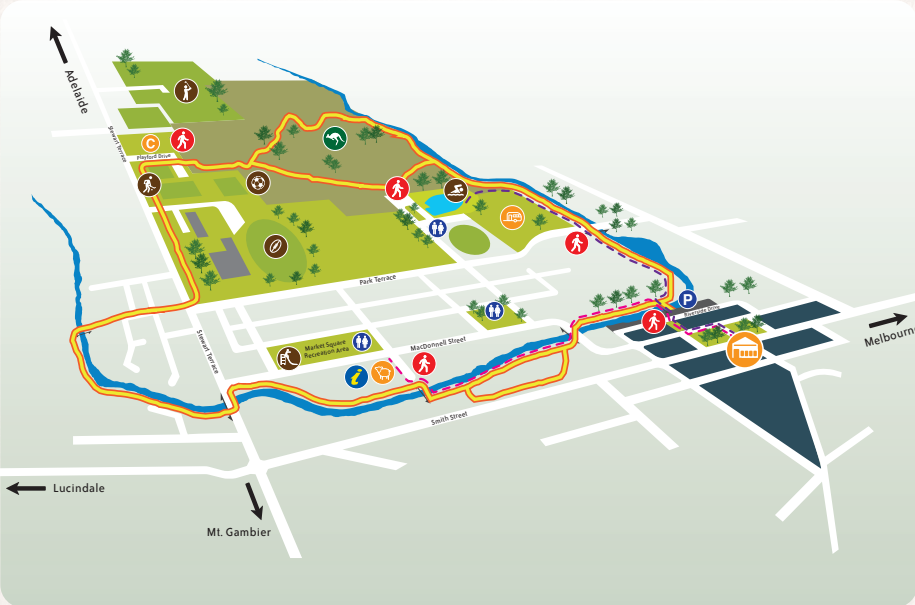 Adelaide
Stewart Terrace
C
Playford Drive
Park Terrace
P
Riverside Drive
Melbourn
Stewart Terrace
Market Square
Recreation Area
MacDonnell Street
i
Smith Street
Lucindale
Mt. Gambier